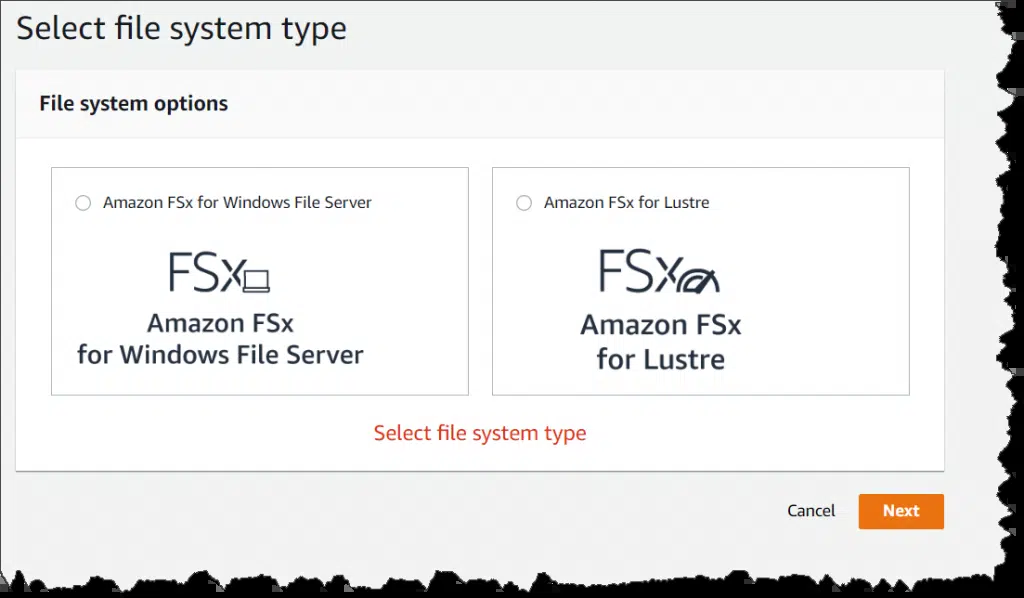 Select file system type
File system options
Amazon FSx for Windows File Server
Amazon FSx for Lustre
FSx
Amazon FSx
for Windows File Server
FSx
Amazon FSx
for Lustre
Select file system type
Cancel
Next